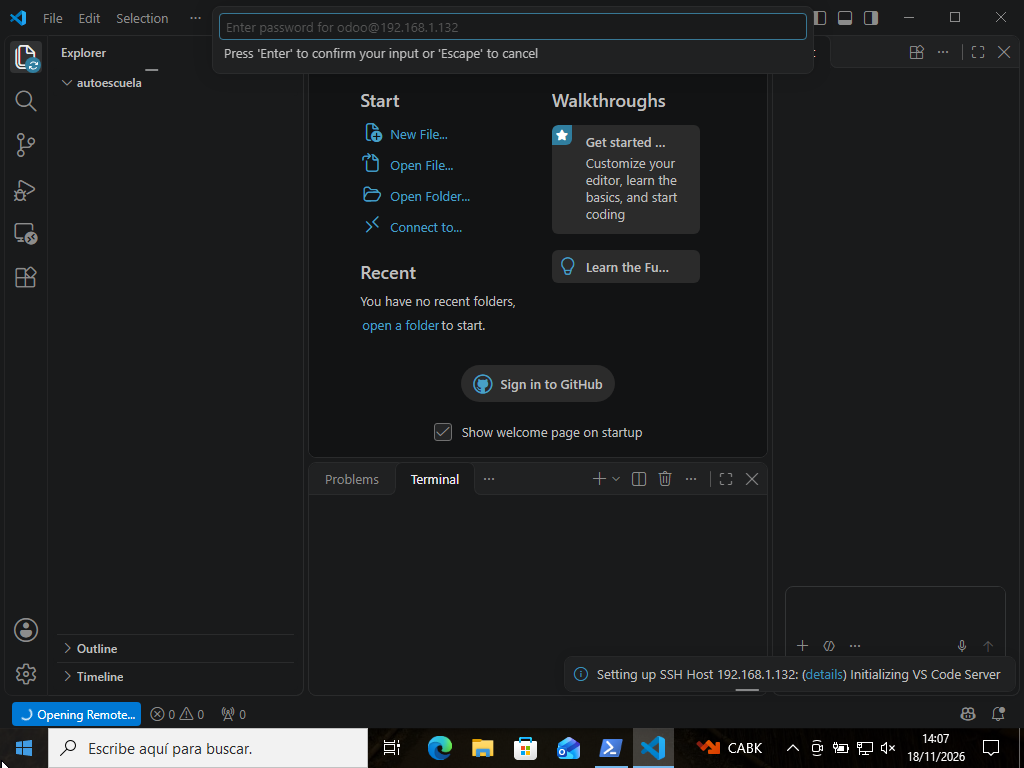 File Edit Selection ···
Enter password for odoo@192.168.1.132
Press 'Enter' to confirm your input or 'Escape' to cancel
Explorer
autoescuela
Start
New File...
Open File...
Open Folder...
Connect to...
Recent
You have no recent folders,
open a folder to start.
Walkthroughs
Get started ...
Customize your
editor, learn the
basics, and start
coding
Learn the Fu...
Sign in to GitHub
Show welcome page on startup
Problems Terminal ···
Outline
Timeline
Setting up SSH Host 192.168.1.132: (details) Initializing VS Code Server
Opening Remote... 0 0 0
Escribe aquí para buscar.
CABK
14:07
18/11/2026